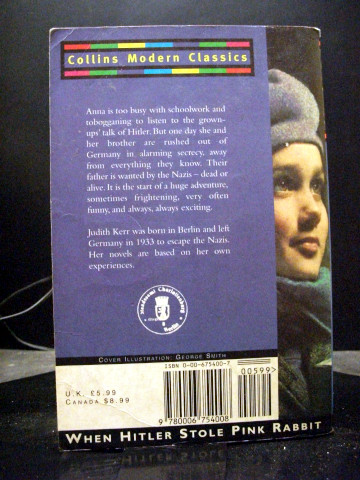 Collins Modern Classics
Anna is too busy with schoolwork and
tobogganing to listen to the grown-
ups' talk of Hitler. But one day she and
her brother are rushed out of
Germany in alarming secrecy, away
from everything they know. Their
father is wanted by the Nazis – dead or
alive. It is the start of a huge adventure,
sometimes frightening, very often
funny, and always, always exciting.
Judith Kerr was born in Berlin and left
Germany in 1933 to escape the Nazis.
Her novels are based on her own
experiences.
Charlottenburg
Berlin
COVER ILLUSTRATION: GEORGE SMITH
ISBN 0-00-675400-7
00599>
U.K. £5.99
CANADA $8.99
9 780006 754008
WHEN HITLER STOLE PINK RABBIT